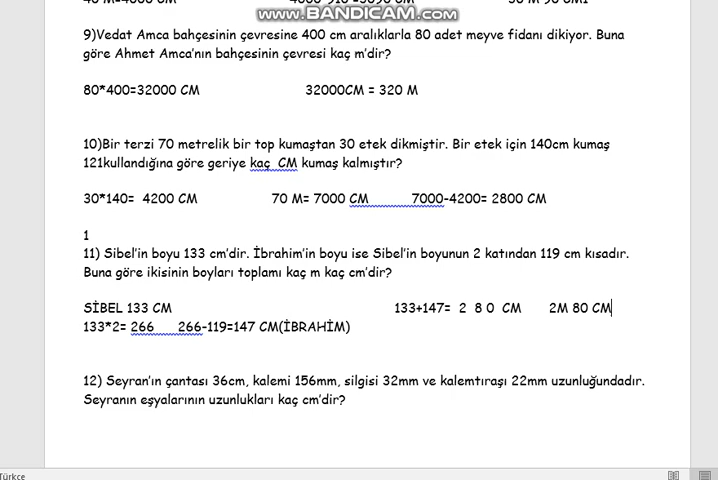 www.BANDICAM.com
9)Vedat Amca bahçesinin çevresine 400 cm aralıklarla 80 adet meyve fidanı dikiyor. Buna
göre Ahmet Amca'nın bahçesinin çevresi kaç m'dir?
80*400=32000 CM 32000CM = 320 M
10)Bir terzi 70 metrelik bir top kumaştan 30 etek dikmiştir. Bir etek için 140cm kumaş
121kullandığına göre geriye kaç CM kumaş kalmıştır?
30*140= 4200 CM 70 M= 7000 CM 7000-4200= 2800 CM
1
11) Sibel'in boyu 133 cm'dir. İbrahim'in boyu ise Sibel'in boyunun 2 katından 119 cm kısadır.
Buna göre ikisinin boyları toplamı kaç m kaç cm'dir?
SİBEL 133 CM 133+147= 2 8 0 CM 2M 80 CM
133*2= 266 266-119=147 CM(İBRAHİM)
12) Seyran'ın çantası 36cm, kalemi 156mm, silgisi 32mm ve kalemtıraşı 22mm uzunluğundadır.
Seyranın eşyalarının uzunlukları kaç cm'dir?
Türkçe